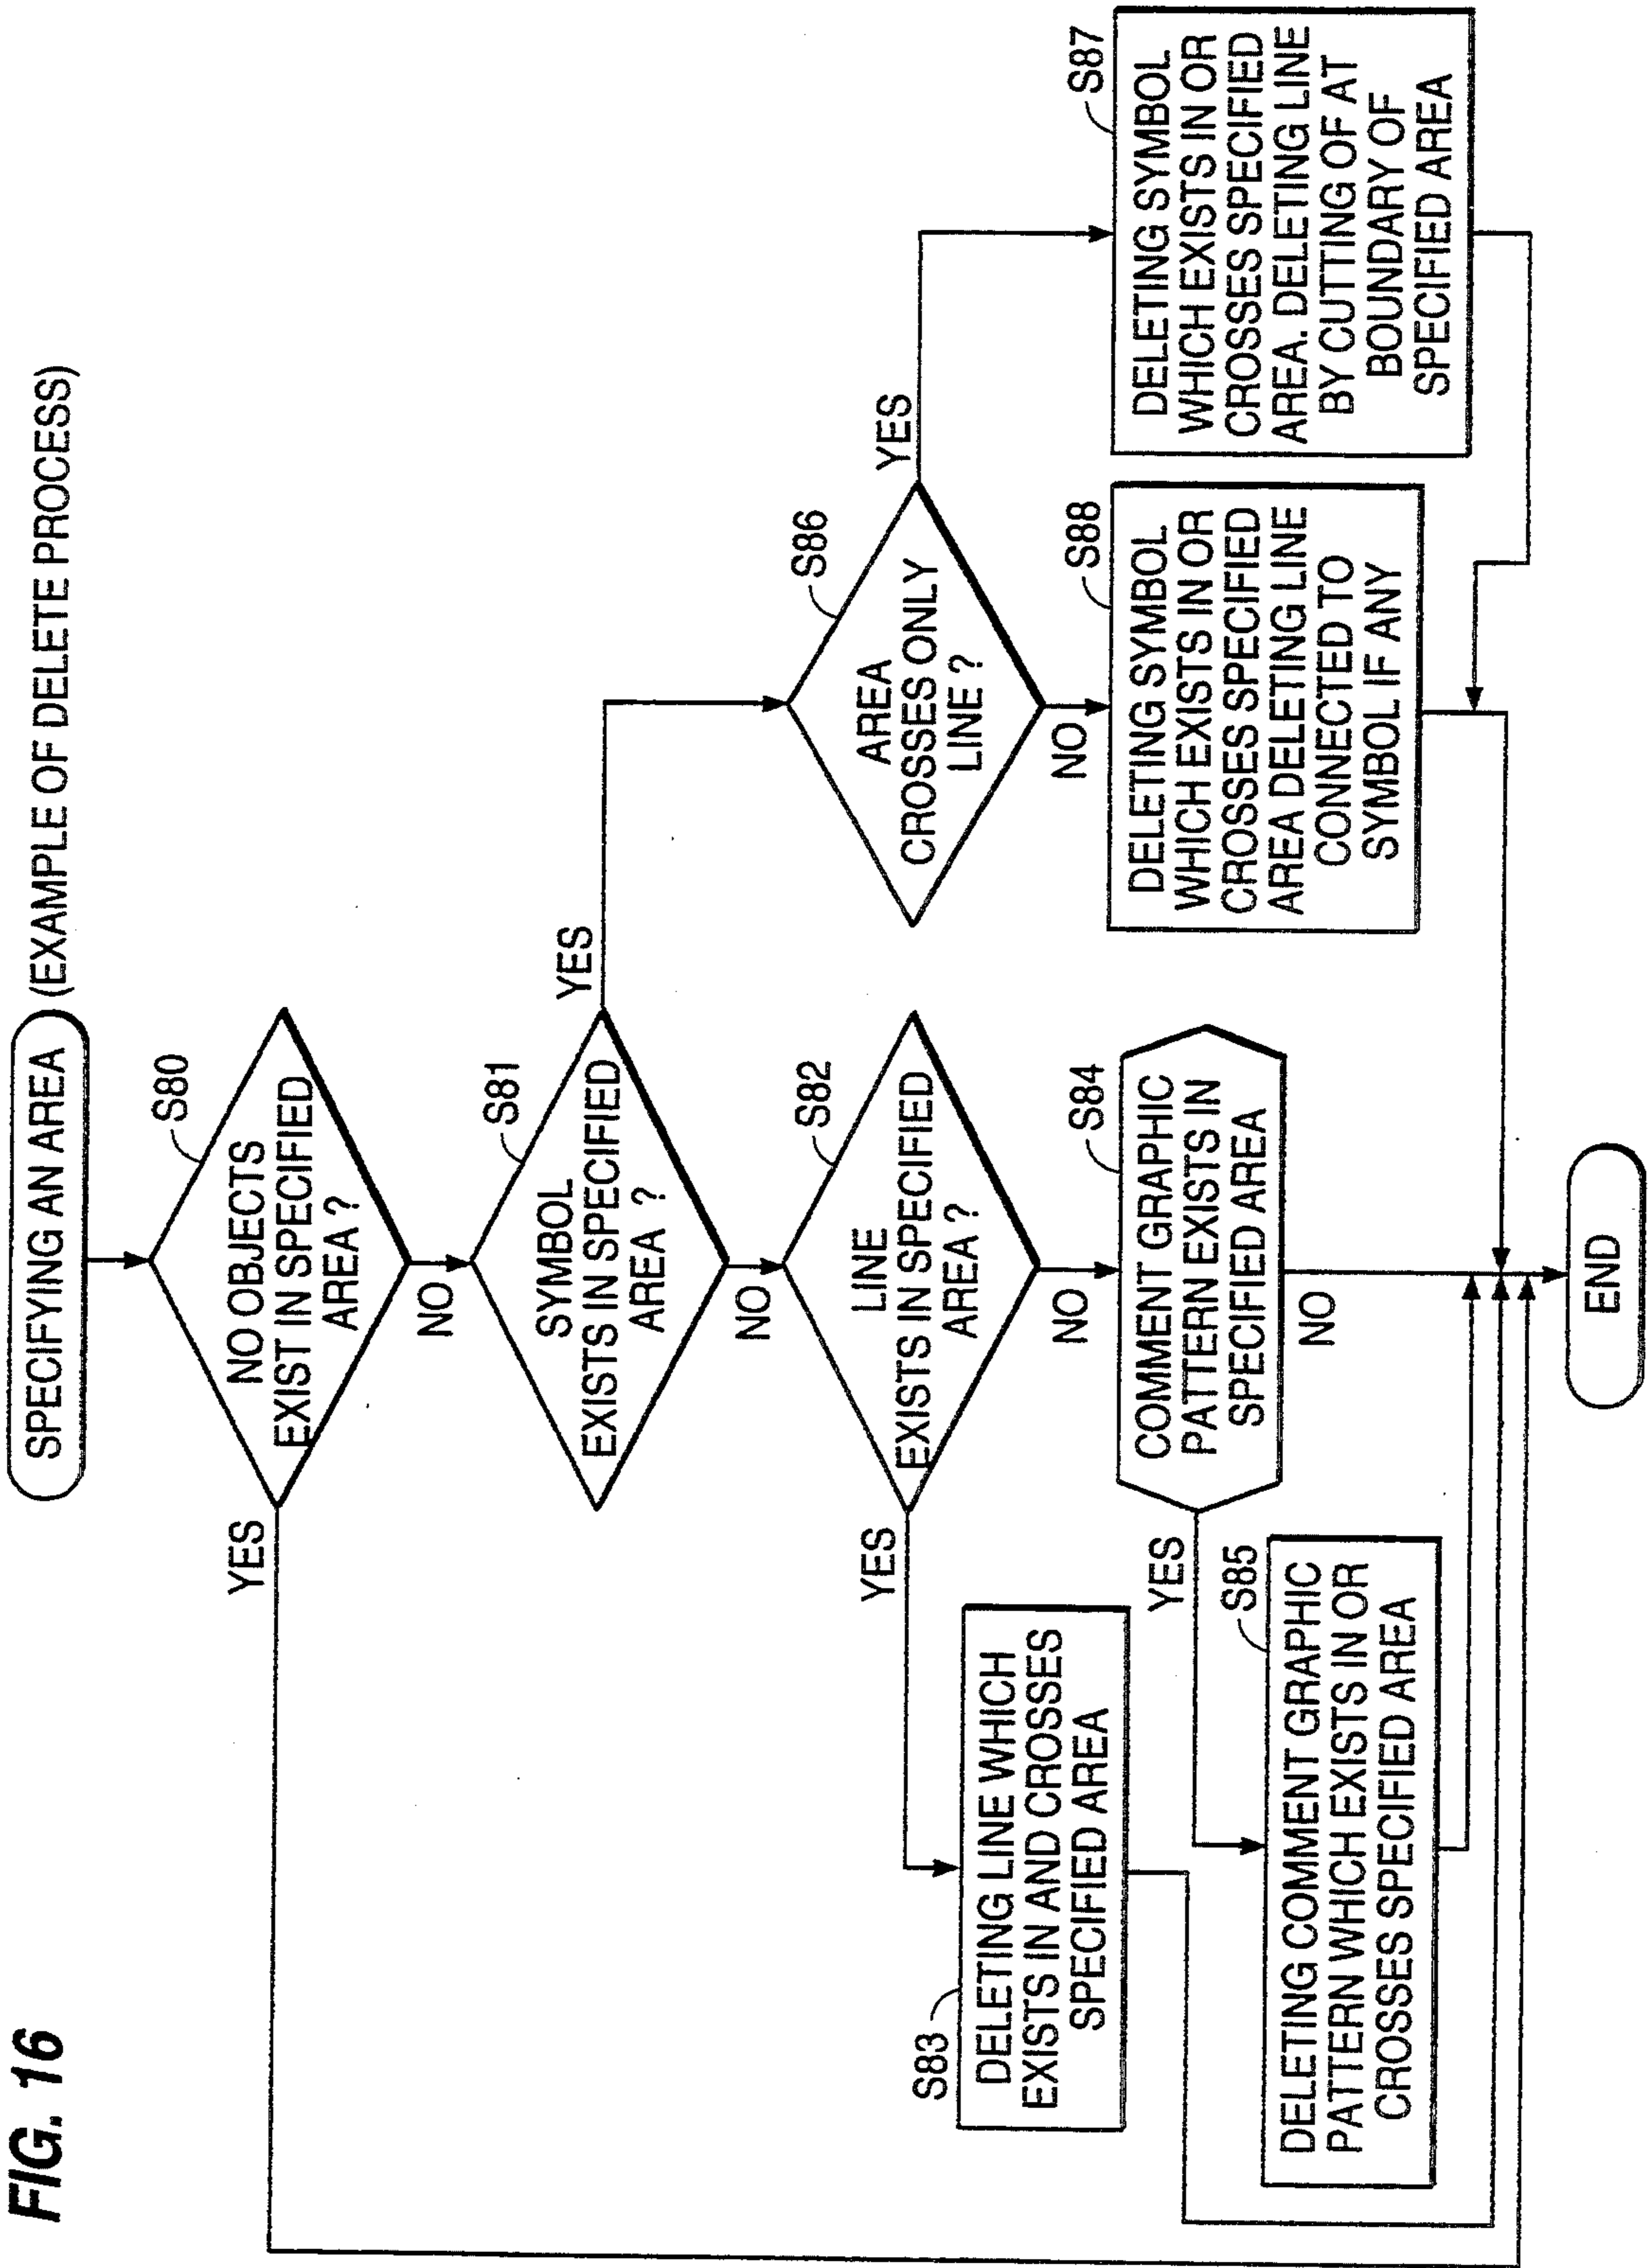 FIG. 16
SPECIFYING AN AREA
(EXAMPLE OF DELETE PROCESS)
S80
NO OBJECTS
EXIST IN SPECIFIED
AREA ?
YES
NO
S81
SYMBOL
EXISTS IN SPECIFIED
AREA ?
YES
NO
S82
LINE
EXISTS IN SPECIFIED
AREA ?
YES
NO
S83
DELETING LINE WHICH
EXISTS IN AND CROSSES
SPECIFIED AREA
S84
COMMENT GRAPHIC
PATTERN EXISTS IN
SPECIFIED AREA
YES
NO
S85
DELETING COMMENT GRAPHIC
PATTERN WHICH EXISTS IN OR
CROSSES SPECIFIED AREA
S86
AREA
CROSSES ONLY
LINE ?
YES
NO
S88
DELETING SYMBOL
WHICH EXISTS IN OR
CROSSES SPECIFIED
AREA DELETING LINE
CONNECTED TO
SYMBOL IF ANY
S87
DELETING SYMBOL
WHICH EXISTS IN OR
CROSSES SPECIFIED
AREA. DELETING LINE
BY CUTTING OF AT
BOUNDARY OF
SPECIFIED AREA
END